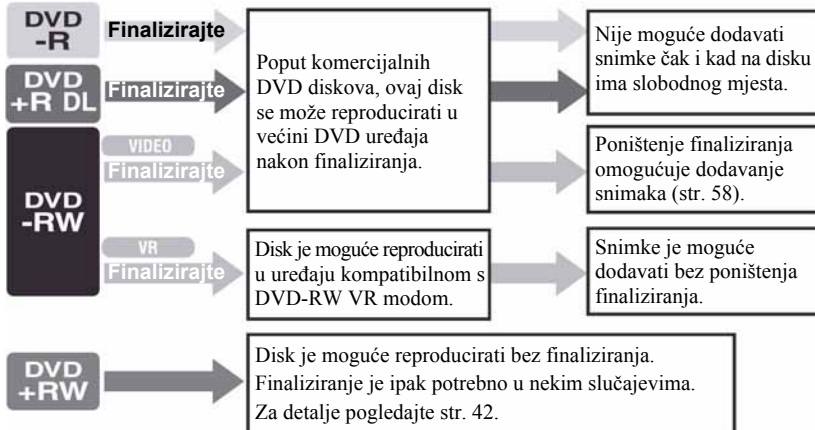 DVD
-R
Finalizirajte
DVD
+R DL
Finalizirajte
Poput komercijalnih
DVD diskova, ovaj disk
se može reproducirati u
većini DVD uređaja
nakon finaliziranja.
Nije moguće dodavati
snimke čak i kad na disku
ima slobodnog mjesta.
DVD
-RW
VIDEO
Finalizirajte
Poništenje finaliziranja
omogućuje dodavanje
snimaka (str. 58).
VR
Finalizirajte
Disk je moguće reproducirati
u uređaju kompatibilnom s
DVD-RW VR modom.
Snimke je moguće
dodavati bez poništenja
finaliziranja.
DVD
+RW
Disk je moguće reproducirati bez finaliziranja.
Finaliziranje je ipak potrebno u nekim slučajevima.
Za detalje pogledajte str. 42.